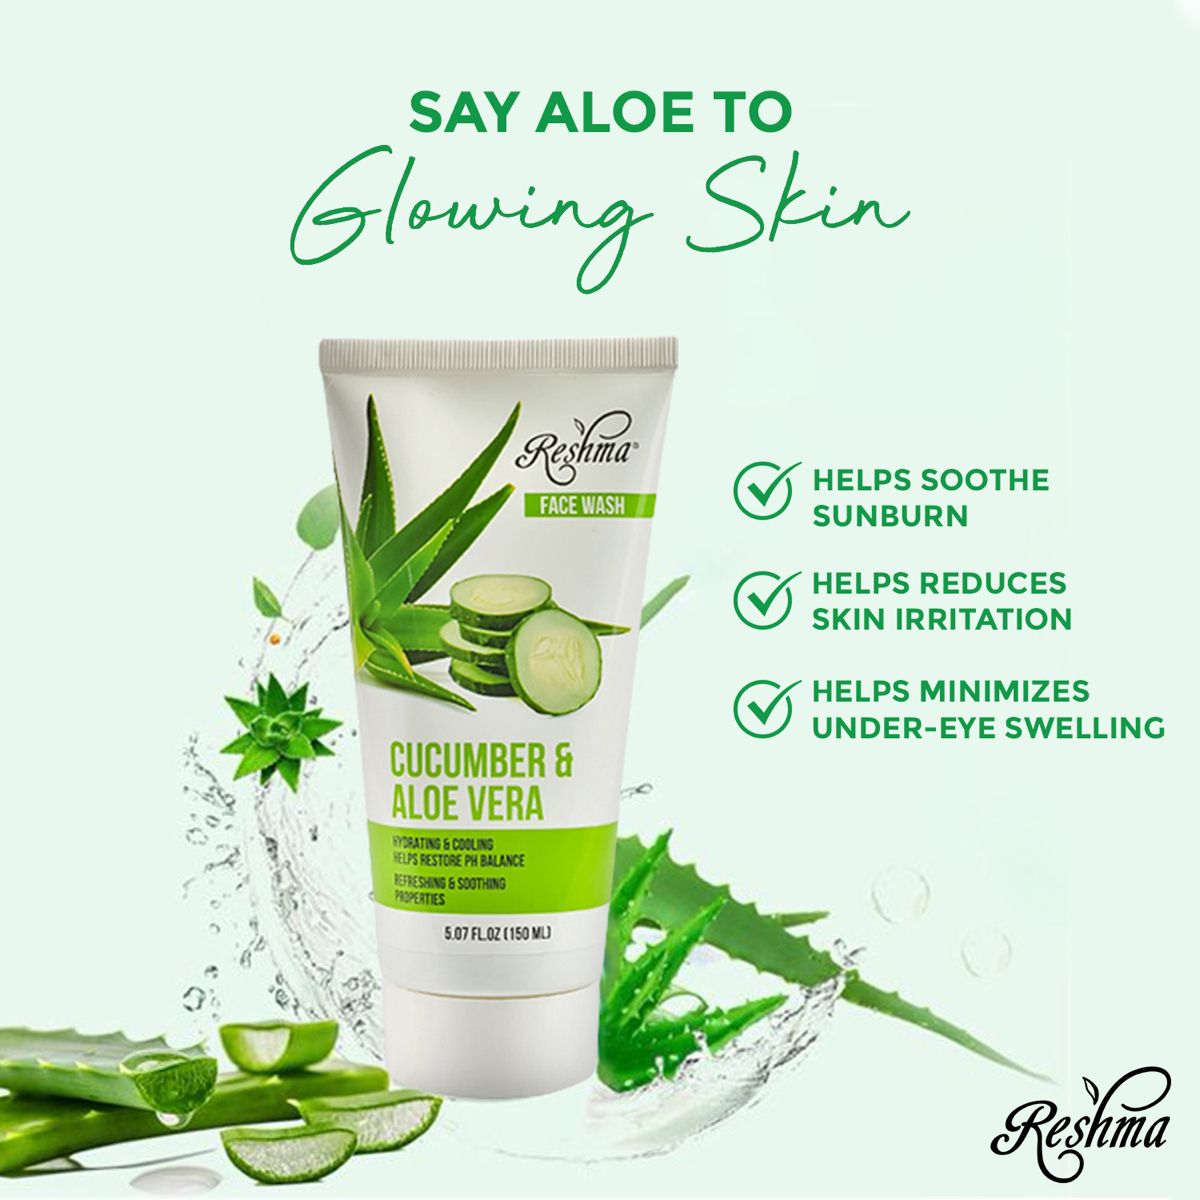 SAY ALOE TO
Glowing Skin
Reshma
FACE WASH
CUCUMBER &
ALOE VERA
HYDRATING & COOLING
HELPS RESTORE PH BALANCE
REFRESHING & SOOTHING
PROPERTIES
5.07 FL.OZ (150 ML)
HELPS SOOTHE
SUNBURN
HELPS REDUCES
SKIN IRRITATION
HELPS MINIMIZES
UNDER-EYE SWELLING
Reshma